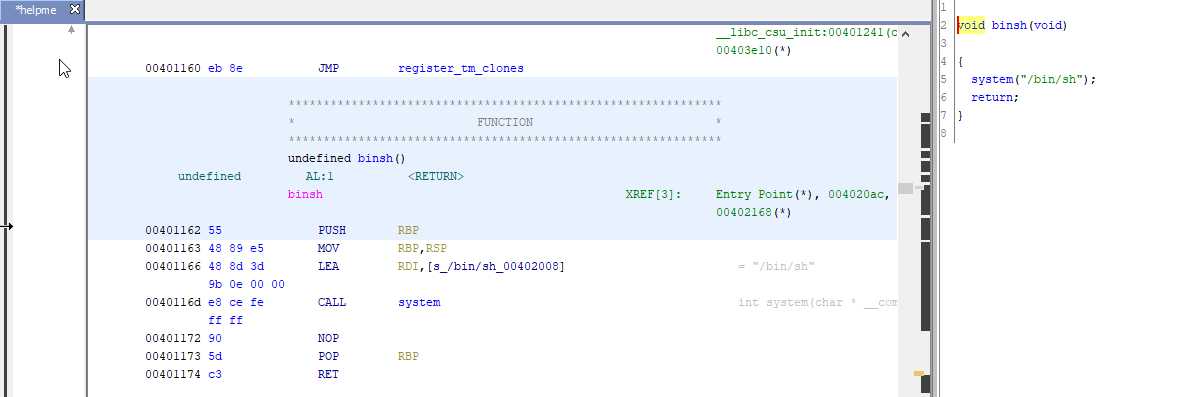 *helpme
__libc_csu_init:00401241(c
00403e10(*)
00401160 eb 8e JMP register_tm_clones
**************************************************************
* FUNCTION *
**************************************************************
undefined binsh()
undefined AL:1 <RETURN>
binsh XREF[3]: Entry Point(*), 004020ac,
00402168(*)
00401162 55 PUSH RBP
00401163 48 89 e5 MOV RBP,RSP
00401166 48 8d 3d LEA RDI,[s_/bin/sh_00402008] = "/bin/sh"
9b 0e 00 00
0040116d e8 ce fe CALL system int system(char * __com
ff ff
00401172 90 NOP
00401173 5d POP RBP
00401174 c3 RET
1
2 void binsh(void)
3
4 {
5 system("/bin/sh");
6 return;
7 }
8